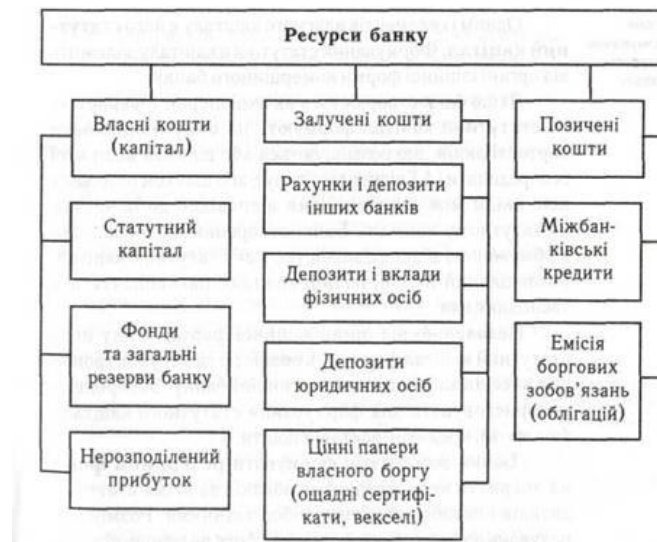 Ресурси банку
Власні кошти
(капітал)
Статутний
капітал
Фонди
та загальні
резерви банку
Нерозподілений
прибуток
Залучені кошти
Рахунки і депозити
інших банків
Депозити і вклади
фізичних осіб
Депозити
юридичних осіб
Цінні папери
власного боргу
(ощадні сертифі-
кати, векселі)
Позичені
кошти
Міжбан-
ківські
кредити
Емісія
боргових
зобов'язань
(облігацій)